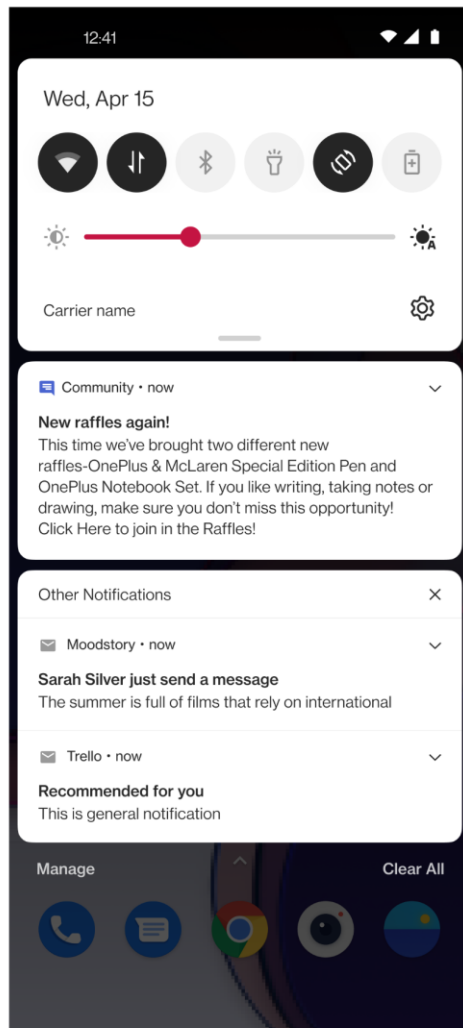 12:41
Wed, Apr 15
A
Carrier name
Community • now
New raffles again!
This time we've brought two different new
raffles-OnePlus & McLaren Special Edition Pen and
OnePlus Notebook Set. If you like writing, taking notes or
drawing, make sure you don't miss this opportunity!
Click Here to join in the Raffles!
Other Notifications
Moodstory • now
Sarah Silver just send a message
The summer is full of films that rely on international
Trello • now
Recommended for you
This is general notification
Manage
Clear All